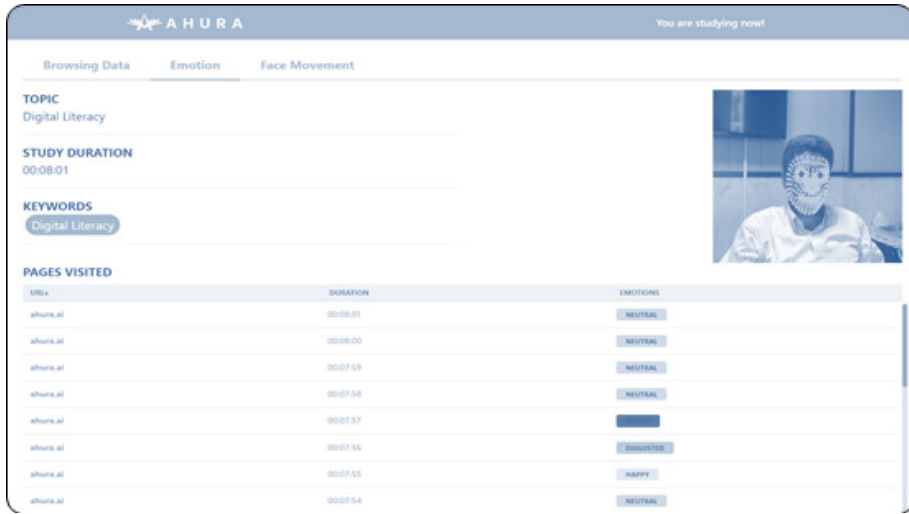 AHURA
You are studying now!
Browsing Data Emotion Face Movement
TOPIC
Digital Literacy
STUDY DURATION
00:08:01
KEYWORDS
Digital Literacy
PAGES VISITED
URLs DURATION EMOTIONS
ahura.ai 00:08:01 NEUTRAL
ahura.ai 00:08:00 NEUTRAL
ahura.ai 00:07:59 NEUTRAL
ahura.ai 00:07:58 NEUTRAL
ahura.ai 00:07:57
ahura.ai 00:07:56 DISGUSTED
ahura.ai 00:07:55 HAPPY
ahura.ai 00:07:54 NEUTRAL